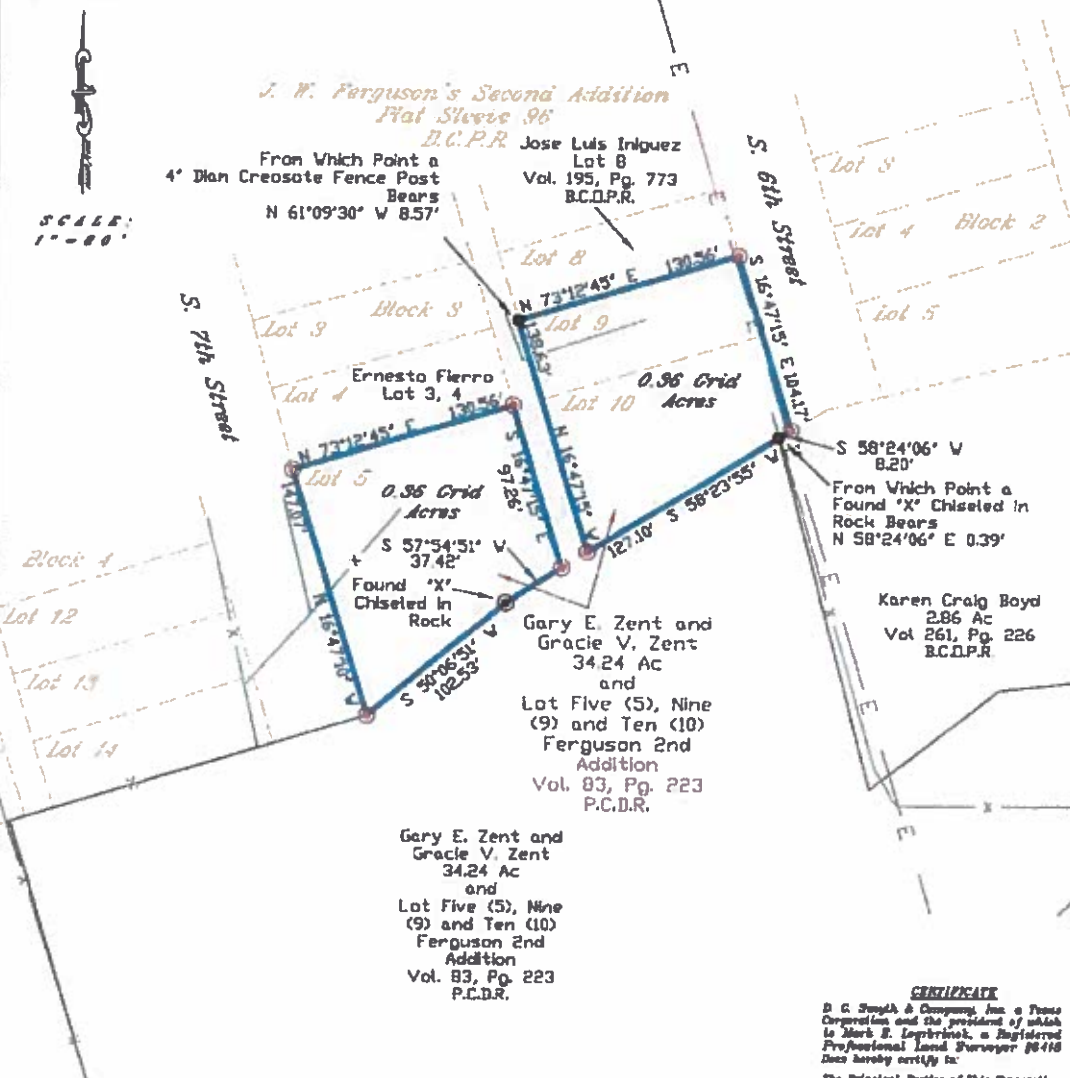 J. W. Ferguson's Second Addition
Plat Sleeve 96
D.C.P.R.
SCALE:
From Which Point a
4" Diam Creosote Fence Post
Bears
N 61°09'30" W 8.57'
Jose Luis Iniguez
Lot 8
Vol. 195, Pg. 773
B.C.O.P.R.
E
S. 6th Street
Lot 3
Lot 4
Block 2
Lot 5
S. 7th Street
Lot 3
Block 3
Lot 4
Lot 8
Lot 9
Lot 10
N 73°12'45" E 130.56'
S 16°47'15" E 104.17'
138.63'
N 16°47'15" W
0.36 Grid
Acres
127.10' S 58°23'55" W
S 58°24'06" W
8.20'
From Which Point a
Found "X" Chiseled in
Rock Bears
N 58°24'06" E 0.39'
Ernesto Fierro
Lot 3, 4
N 73°12'45" E 130.56'
Lot 5
147.07'
0.36 Grid
Acres
S 16°47'15" E
97.26'
S 57°54'51" W
37.42'
Found "X"
Chiseled in
Rock
S 50°06'51" W
102.53'
Block 4
Lot 12
Lot 13
Lot 14
Gary E. Zent and
Gracie V. Zent
34.24 Ac
and
Lot Five (5), Nine
(9) and Ten (10)
Ferguson 2nd
Addition
Vol. 83, Pg. 223
P.C.D.R.
Karen Craig Boyd
2.86 Ac
Vol 261, Pg. 226
B.C.O.P.R.
E
E
E
Gary E. Zent and
Gracie V. Zent
34.24 Ac
and
Lot Five (5), Nine
(9) and Ten (10)
Ferguson 2nd
Addition
Vol. 83, Pg. 223
P.C.D.R.
CERTIFICATE
D. G. Smyth & Company, Inc. a Texas
Corporation and the president of which
is Mark E.
Professional Land Surveyor
Does hereby certify to: